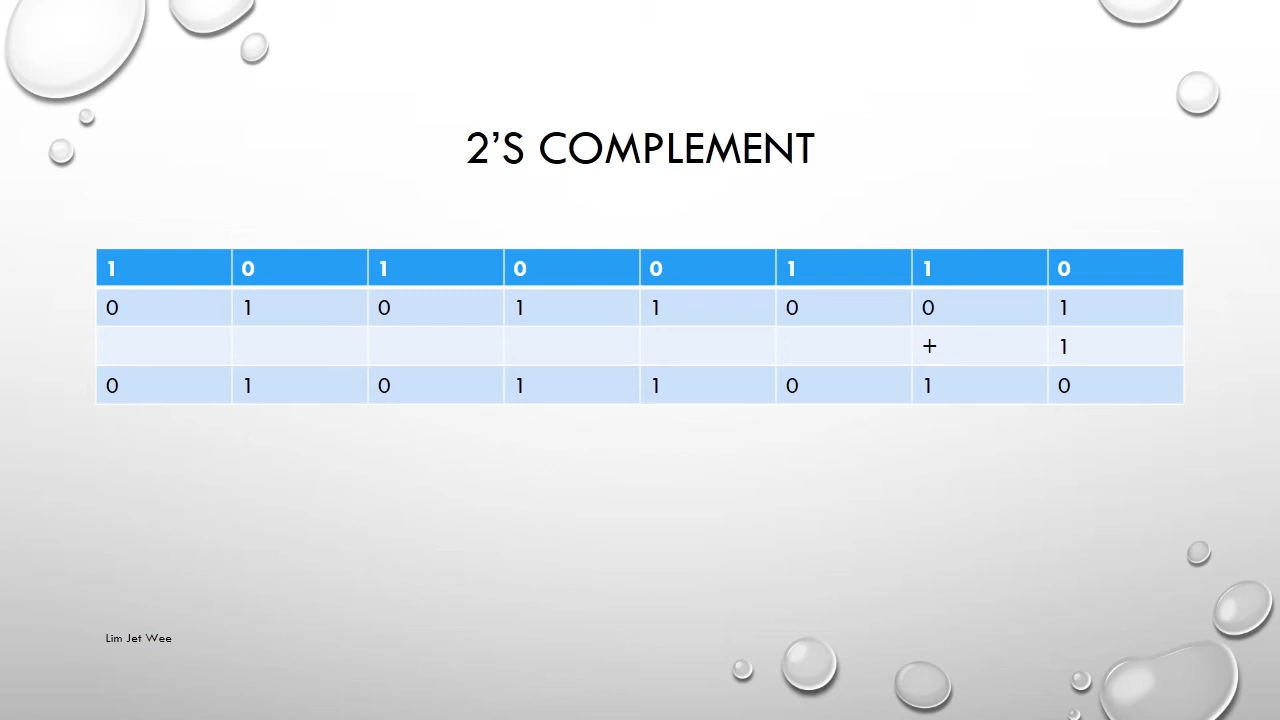 2’S COMPLEMENT
1 0 1 0 0 1 1 0
0 1 0 1 1 0 0 1
+ 1
0 1 0 1 1 0 1 0
Lim Jet Wee